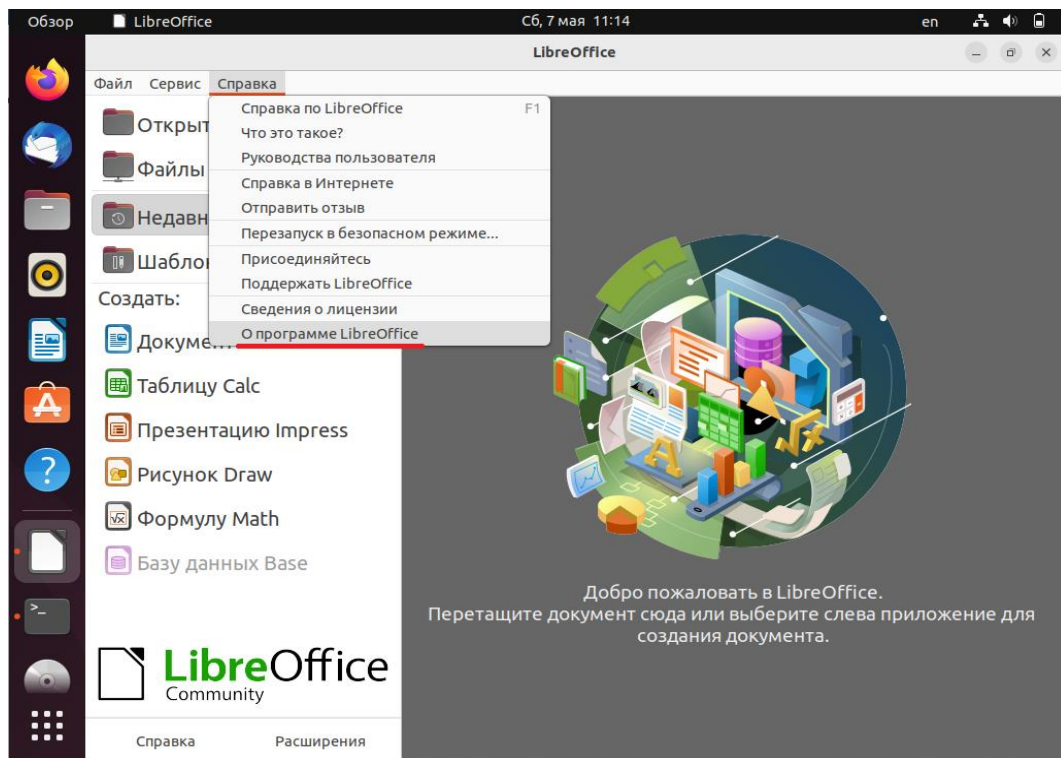 Обзор LibreOffice Сб, 7 мая 11:14 en
LibreOffice
Файл Сервис Справка
Справка по LibreOffice F1
Что это такое?
Руководства пользователя
Справка в Интернете
Отправить отзыв
Перезапуск в безопасном режиме...
Присоединяйтесь
Поддержать LibreOffice
Сведения о лицензии
О программе LibreOffice
Открыт
Файлы
Недавн
Шабло
Создать:
Докуме
Таблицу Calc
Презентацию Impress
Рисунок Draw
Формулу Math
Базу данных Base
LibreOffice
Community
Справка Расширения
Добро пожаловать в LibreOffice.
Перетащите документ сюда или выберите слева приложение для
создания документа.